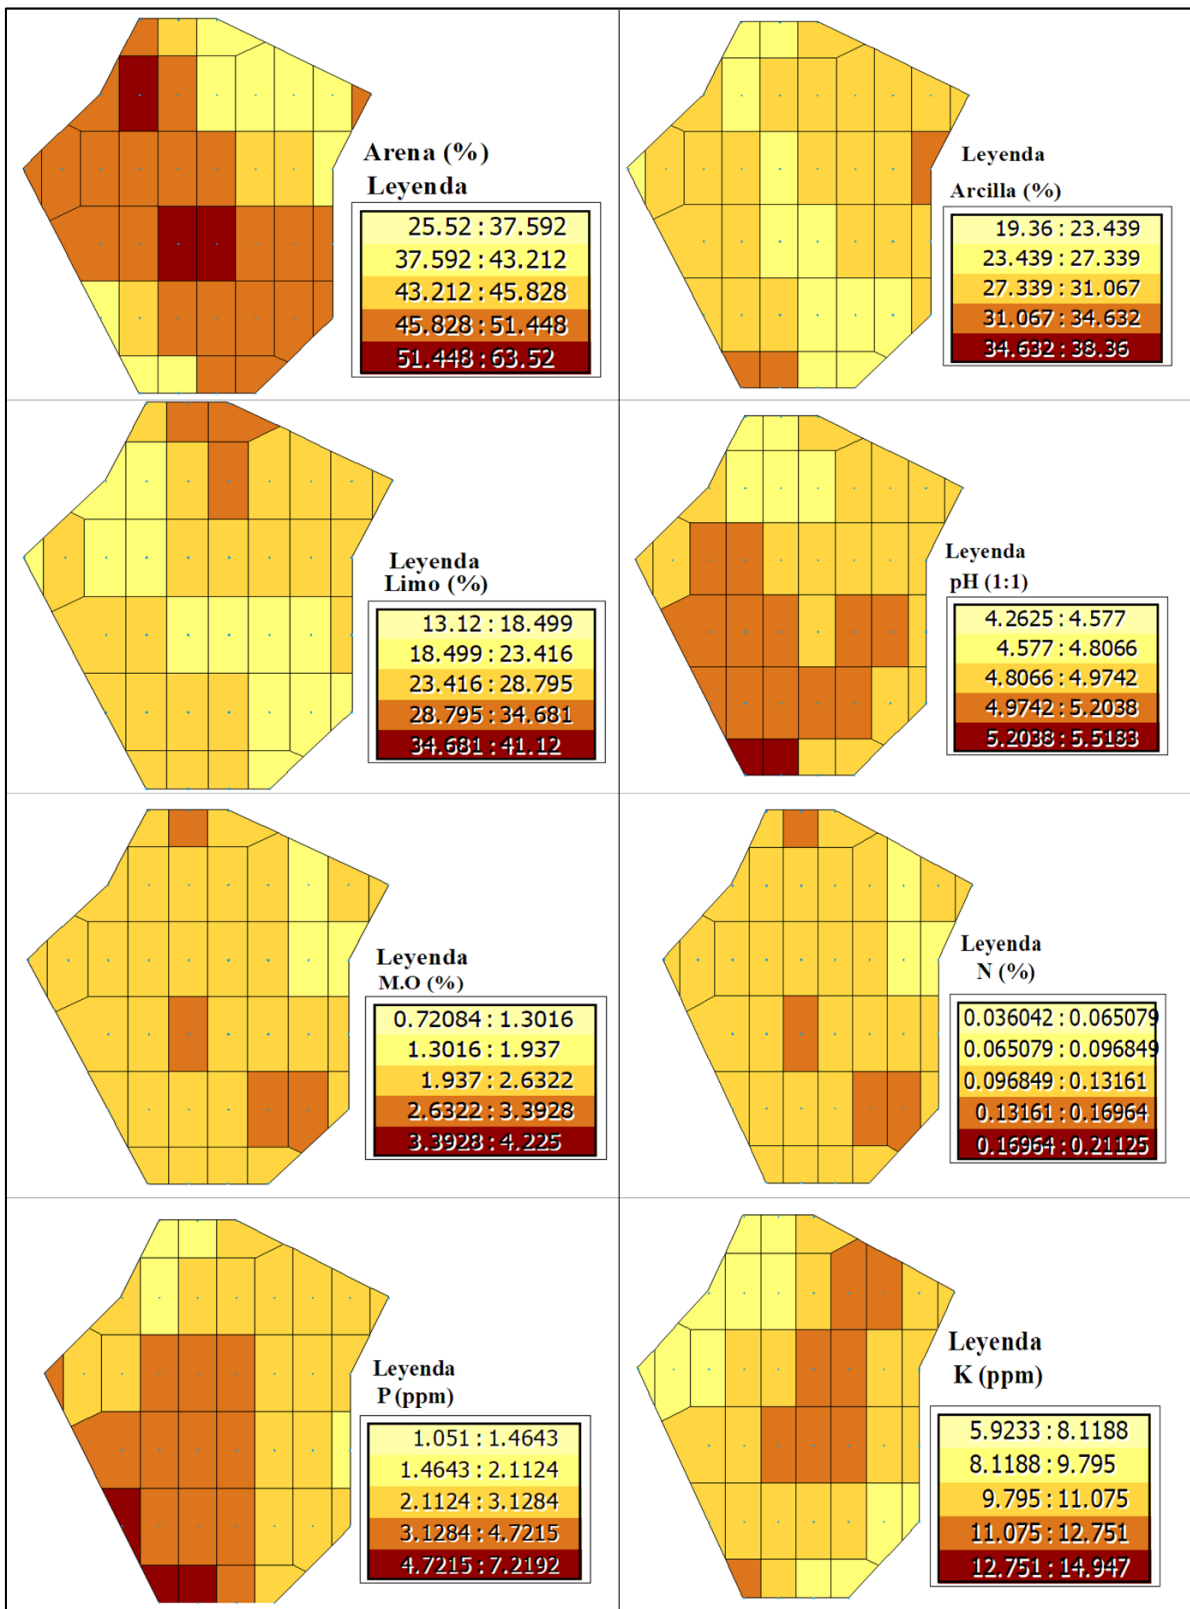 Arena (%)
Leyenda
25.52 : 37.592
37.592 : 43.212
43.212 : 45.828
45.828 : 51.448
51.448 : 63.52
Leyenda
Arcilla (%)
19.36 : 23.439
23.439 : 27.339
27.339 : 31.067
31.067 : 34.632
34.632 : 38.36
Leyenda
Limo (%)
13.12 : 18.499
18.499 : 23.416
23.416 : 28.795
28.795 : 34.681
34.681 : 41.12
Leyenda
pH (1:1)
4.2625 : 4.577
4.577 : 4.8066
4.8066 : 4.9742
4.9742 : 5.2038
5.2038 : 5.5183
Leyenda
M.O (%)
0.72084 : 1.3016
1.3016 : 1.937
1.937 : 2.6322
2.6322 : 3.3928
3.3928 : 4.225
Leyenda
N (%)
0.036042 : 0.065079
0.065079 : 0.096849
0.096849 : 0.13161
0.13161 : 0.16964
0.16964 : 0.21125
Leyenda
P (ppm)
1.051 : 1.4643
1.4643 : 2.1124
2.1124 : 3.1284
3.1284 : 4.7215
4.7215 : 7.2192
Leyenda
K (ppm)
5.9233 : 8.1188
8.1188 : 9.795
9.795 : 11.075
11.075 : 12.751
12.751 : 14.947